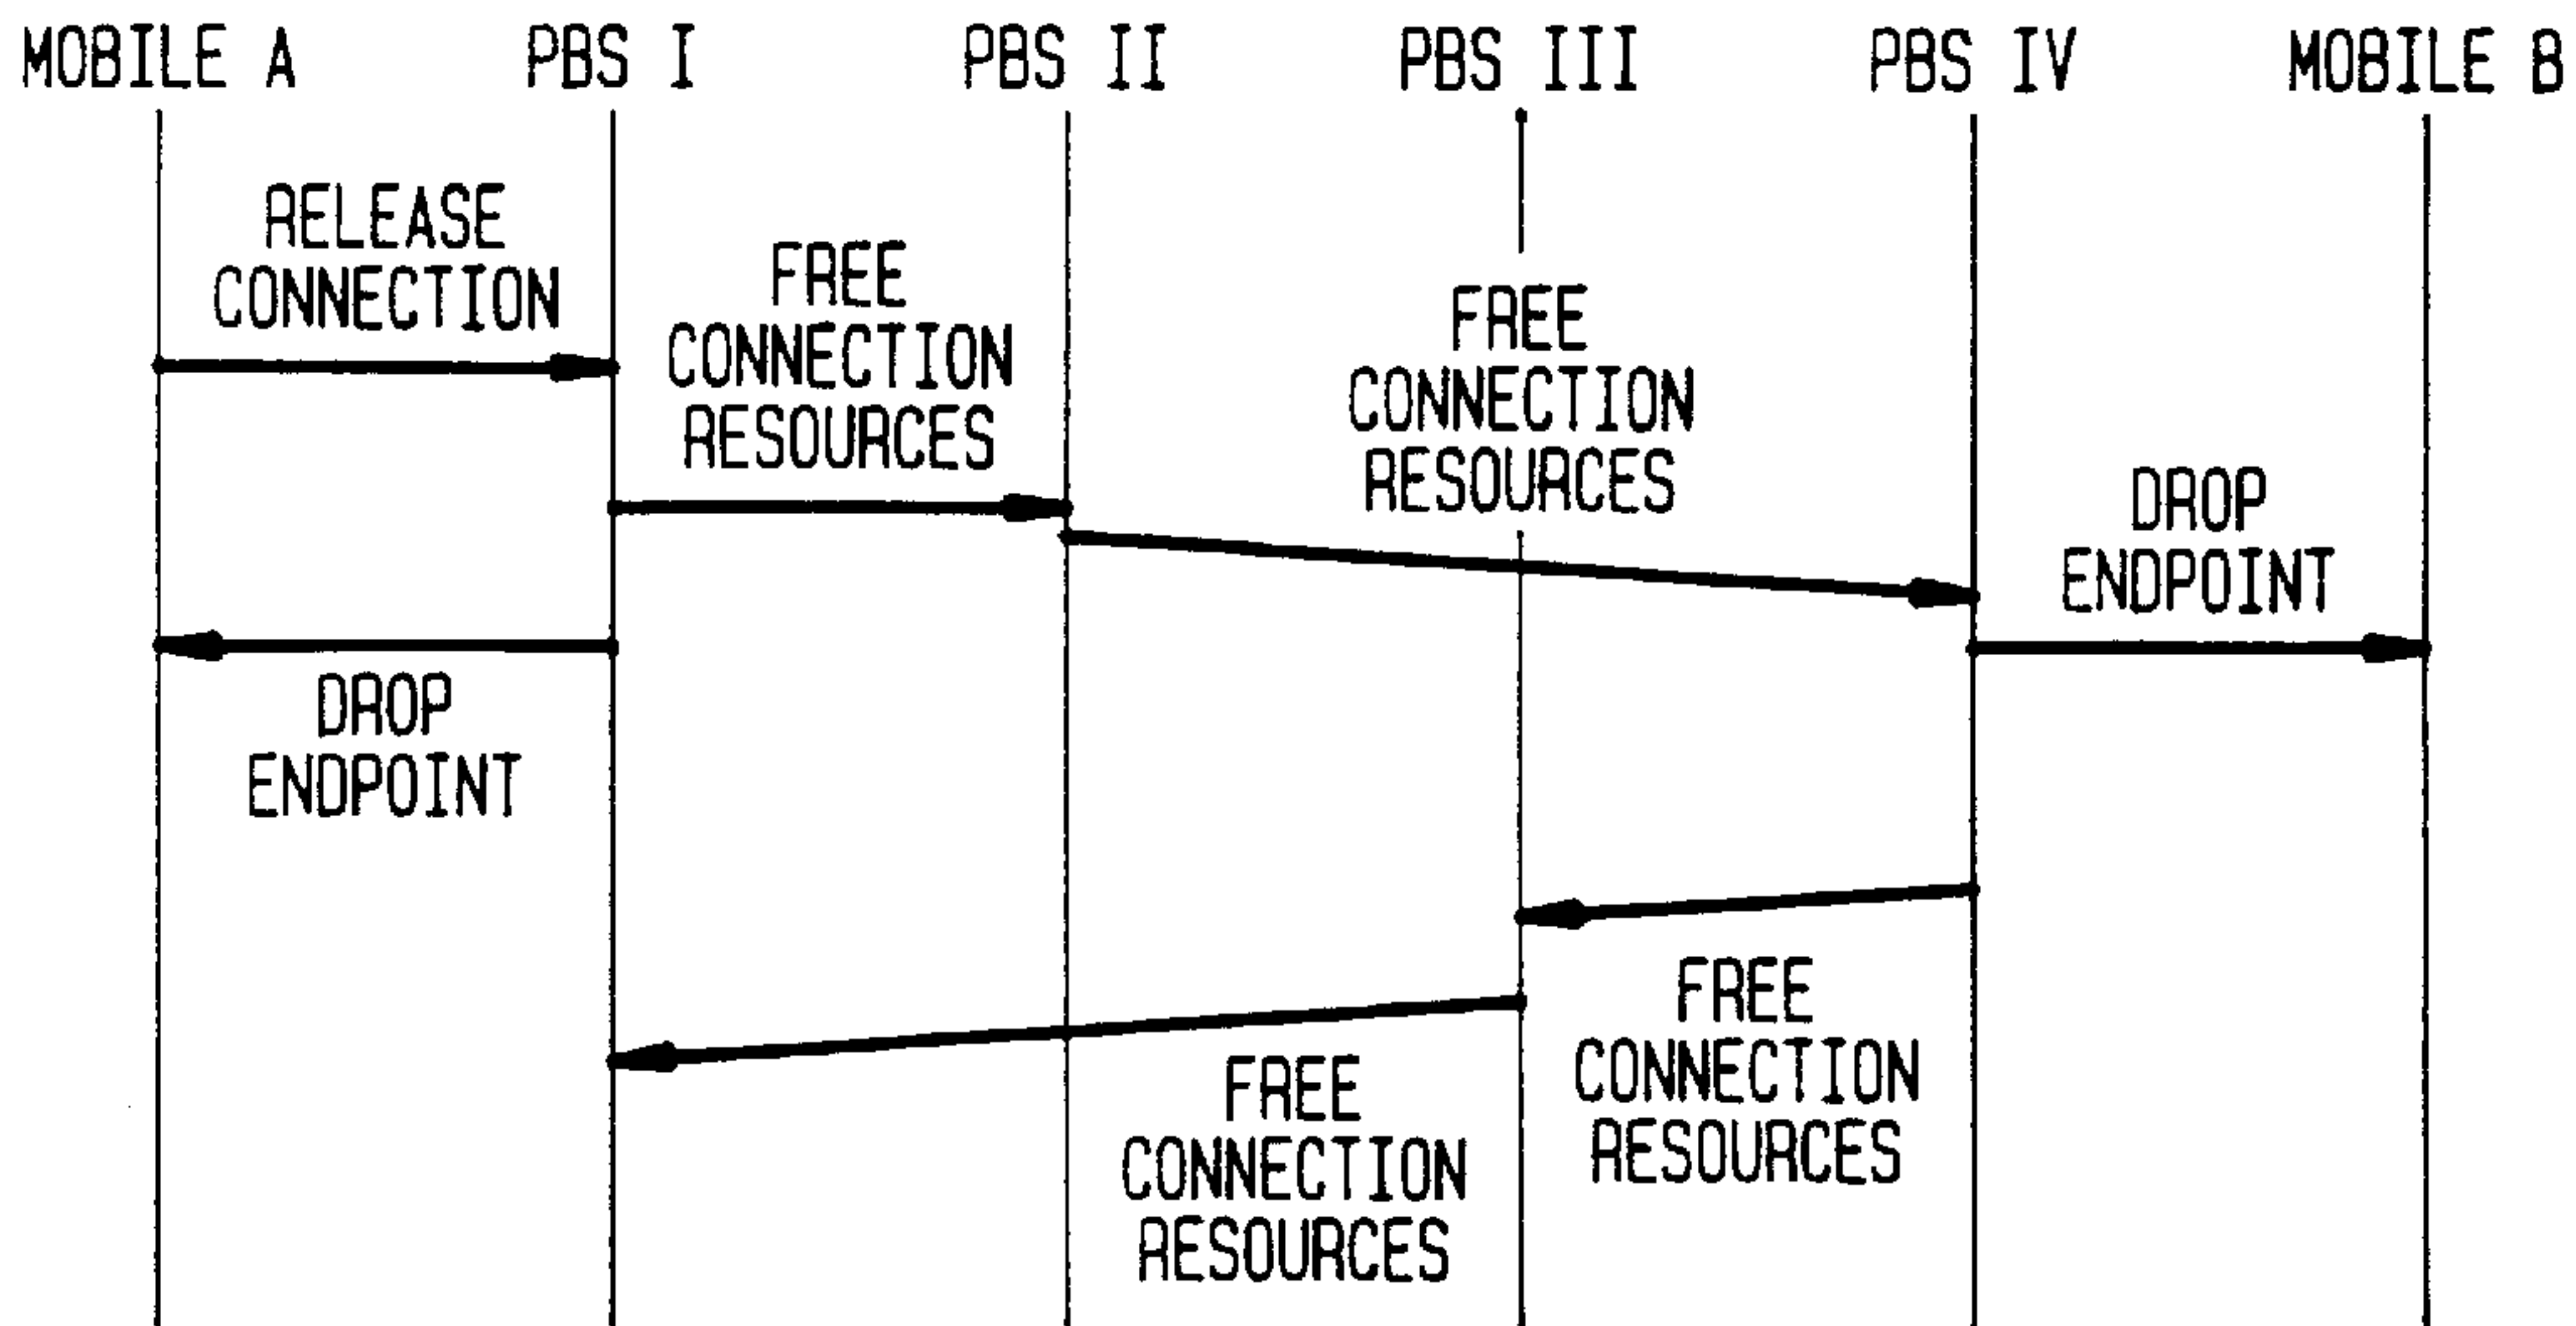 MOBILE A
PBS I
PBS II
PBS III
PBS IV
MOBILE B
RELEASE
CONNECTION
FREE
CONNECTION
RESOURCES
FREE
CONNECTION
RESOURCES
DROP
ENDPOINT
DROP
ENDPOINT
FREE
CONNECTION
RESOURCES
FREE
CONNECTION
RESOURCES